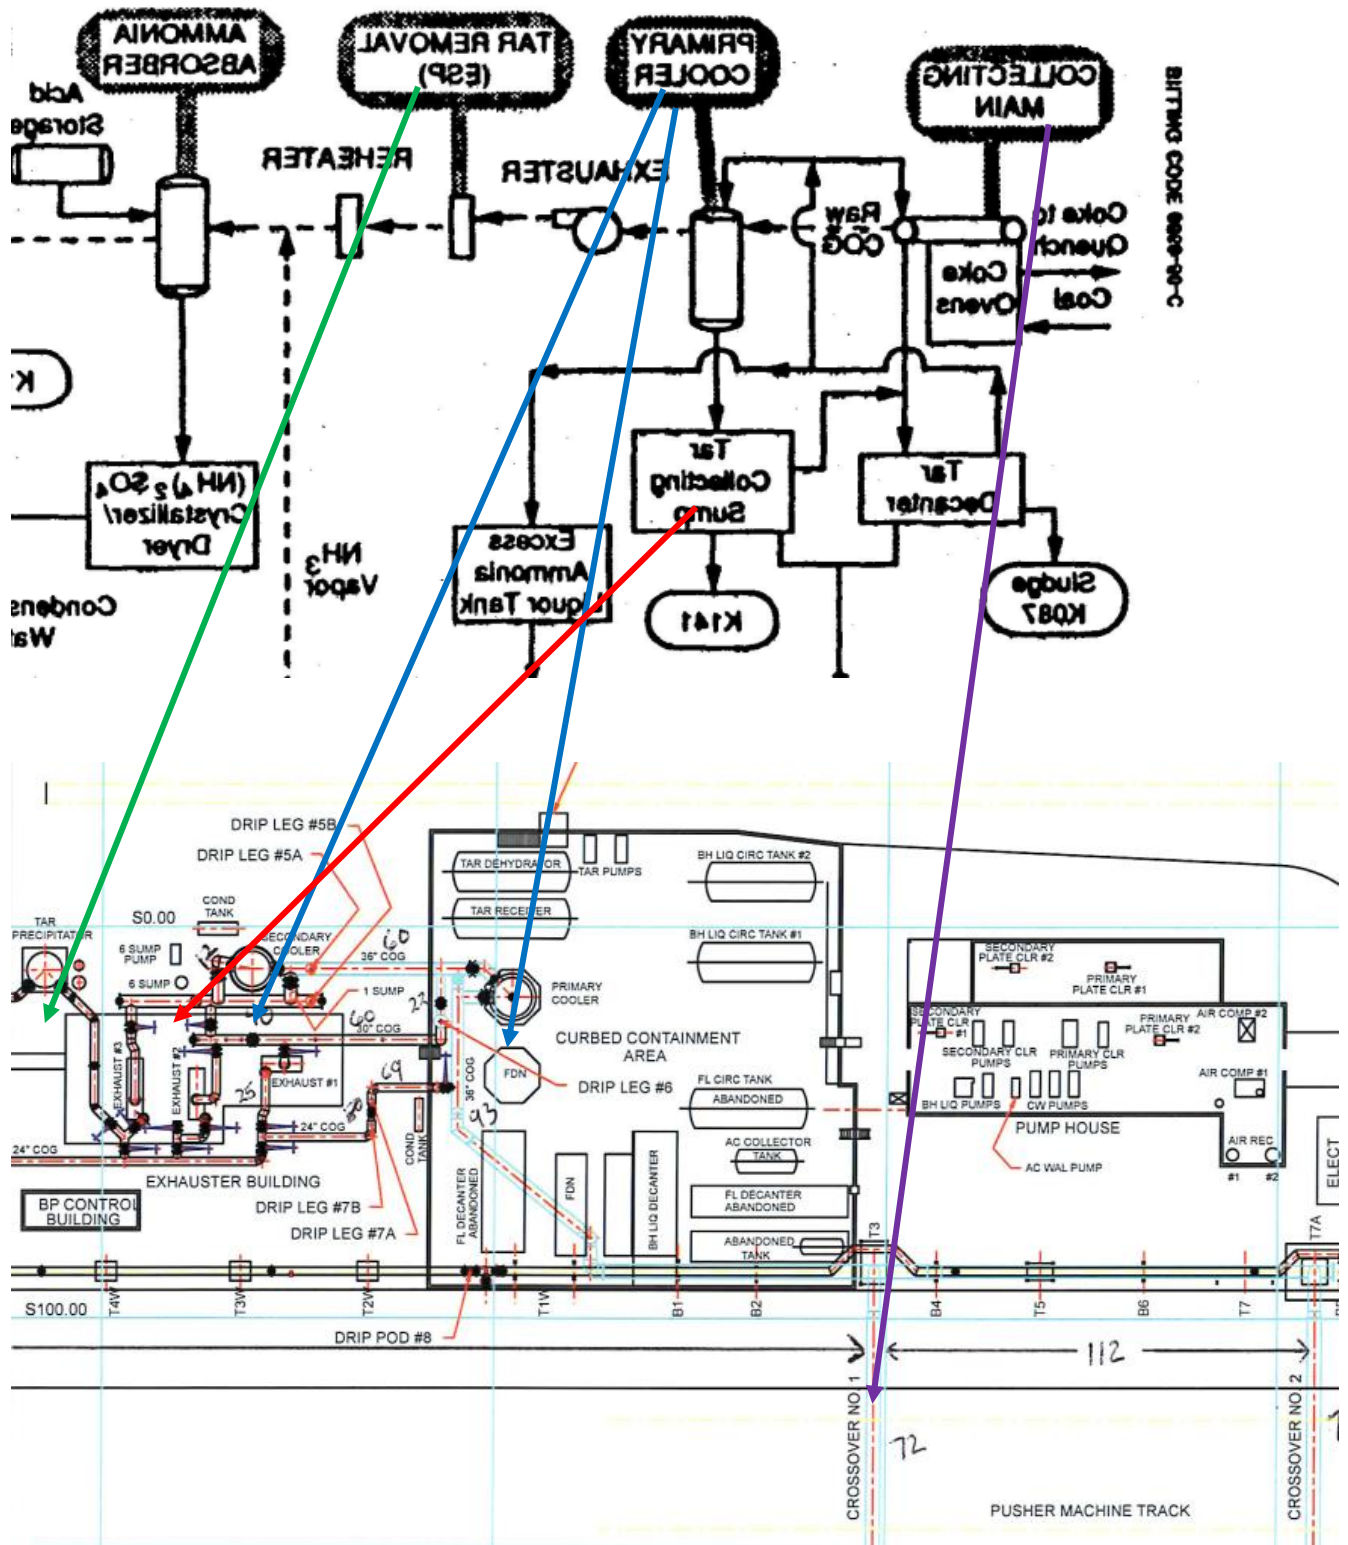 AMMONIA
ABSORBER
TAR REMOVAL
(ESP)
PRIMARY
COOLER
COLLECTING
MAIN
BITTING CODE
Acid
Storage
REHEATER
EXHAUSTER
Raw
COG
Coke to
Quench
Coal
Coke
Ovens
(NH4)2SO4
Crystallizer/
Dryer
NH3
Vapor
Excess
Ammonia
Liquor Tank
Tar
Collecting
Sump
Tar
Decanter
K141
Sludge
K087
DRIP LEG #5B
DRIP LEG #5A
COND
TANK
TAR
PRECIPITATOR
S0.00
6 SUMP
PUMP
6 SUMP
SECONDARY
COOLER
60
36" COG
1 SUMP
60
30" COG
22
TAR DEHYDRATOR
TAR PUMPS
TAR RECEIVER
BH LIQ CIRC TANK #2
BH LIQ CIRC TANK #1
PRIMARY
COOLER
CURBED CONTAINMENT
AREA
FDN
DRIP LEG #6
36" COG
93
FL CIRC TANK
ABANDONED
AC COLLECTOR
TANK
FL DECANTER
ABANDONED
ABANDONED
TANK
FL DECANTER
ABANDONED
FDN
BH LIQ DECANTER
SECONDARY
PLATE CLR #2
PRIMARY
PLATE CLR #1
SECONDARY
PLATE CLR
#1
PRIMARY
PLATE CLR #2
AIR COMP #2
SECONDARY CLR
PUMPS
PRIMARY CLR
PUMPS
AIR COMP #1
BH LIQ PUMPS
CW PUMPS
PUMP HOUSE
AC WAL PUMP
AIR REC
#1
#2
ELECT
EXHAUST #3
EXHAUST #2
EXHAUST #1
25
69
24" COG
24" COG
COND
TANK
EXHAUSTER BUILDING
BP CONTROL
BUILDING
DRIP LEG #7B
DRIP LEG #7A
T3
T7A
S100.00
T4W
T3W
T2W
T1W
B1
B2
B4
T5
B6
T7
DRIP POD #8
112
CROSSOVER NO. 1
72
CROSSOVER NO. 2
PUSHER MACHINE TRACK